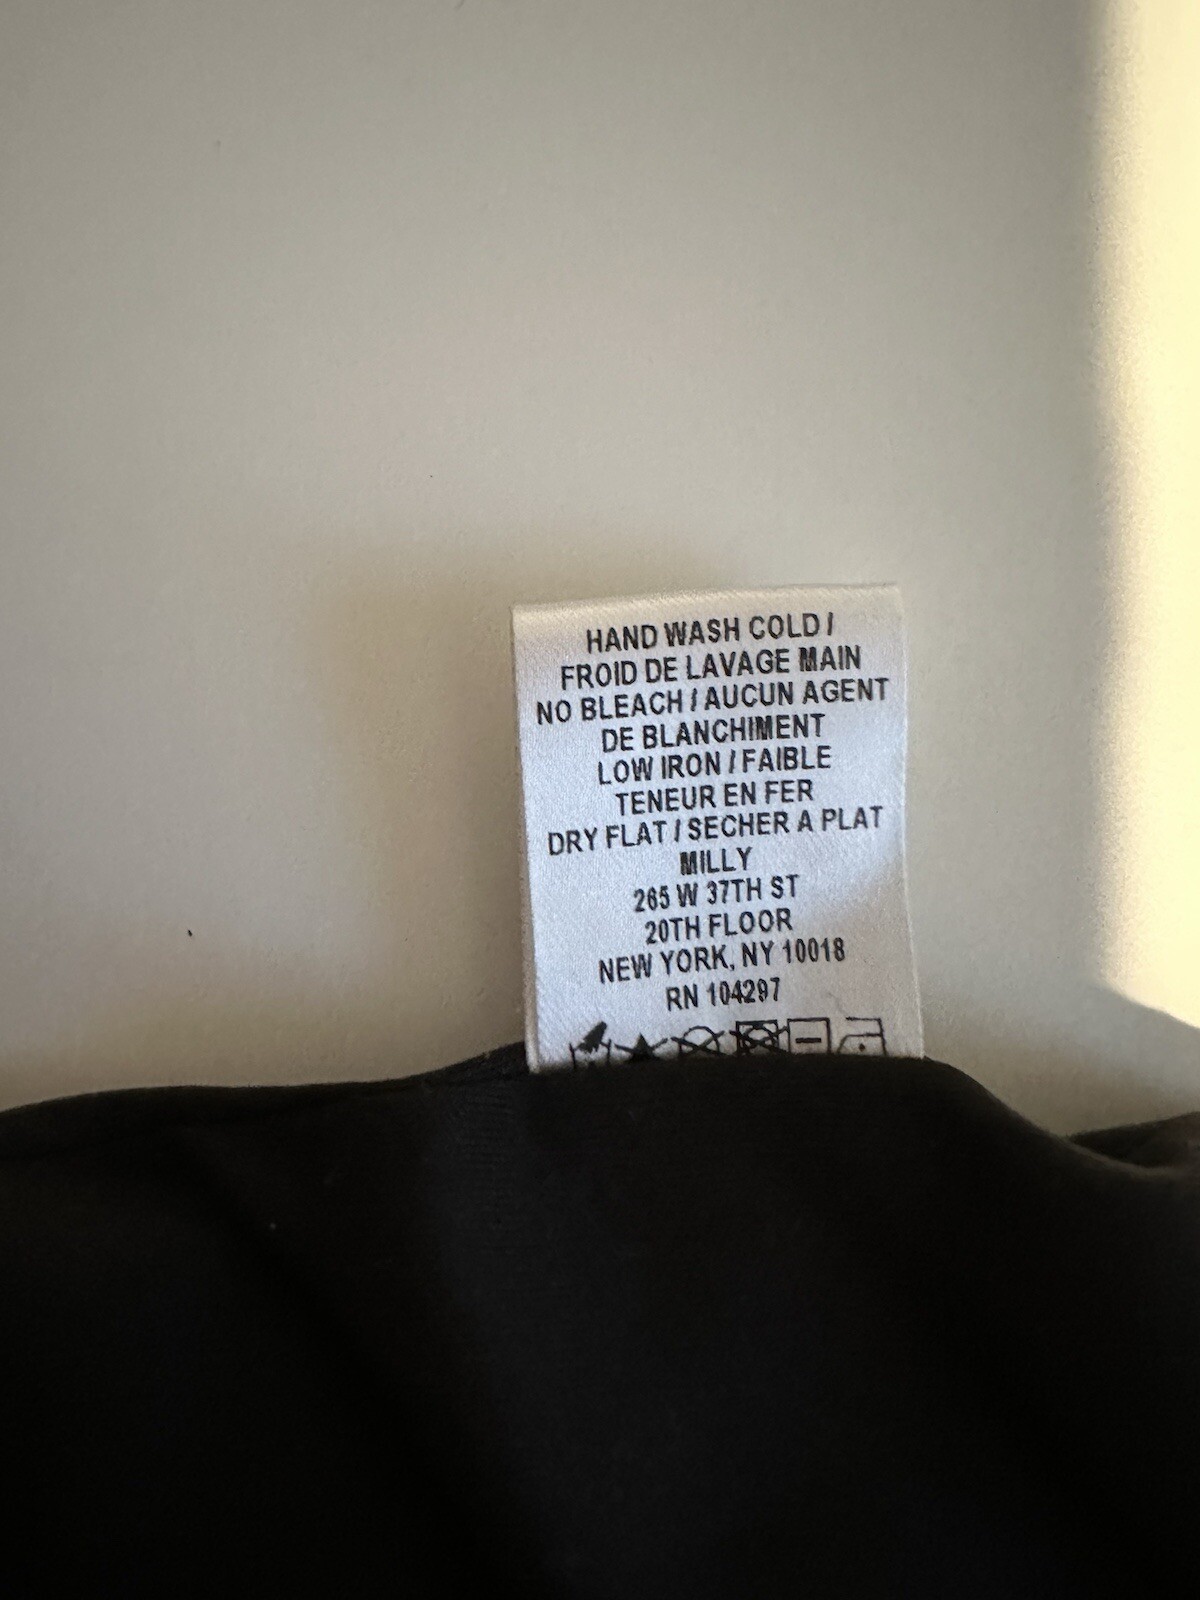 HAND WASH COLD /
FROID DE LAVAGE MAIN
NO BLEACH / AUCUN AGENT
DE BLANCHIMENT
LOW IRON / FAIBLE
TENEUR EN FER
DRY FLAT / SECHER A PLAT
MILLY
265 W 37TH ST
20TH FLOOR
NEW YORK, NY 10018
RN 104297